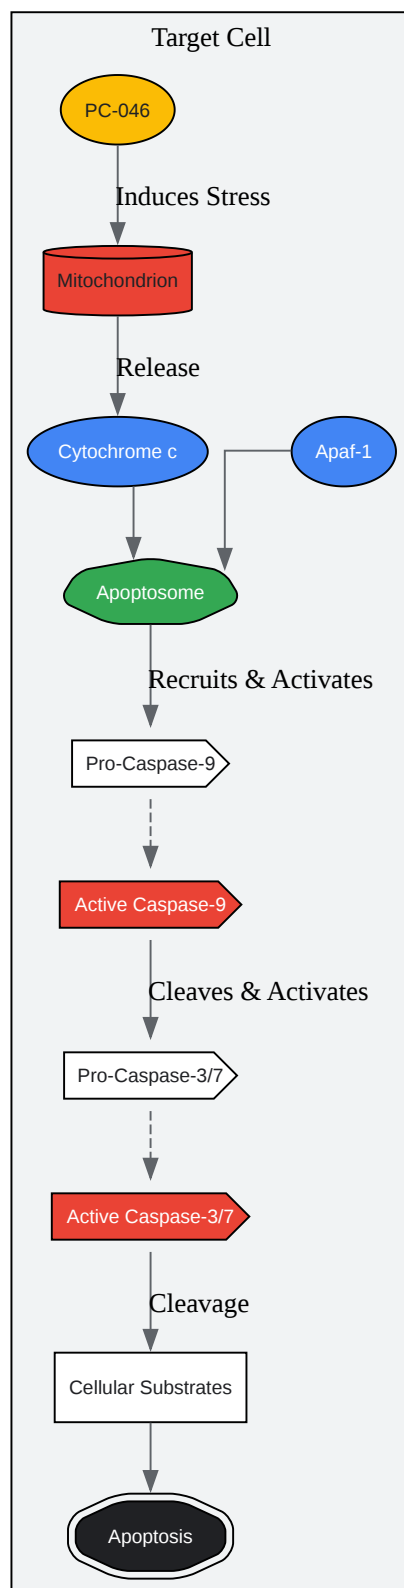 Target Cell
PC-046
Induces Stress
Mitochondrion
Release
Cytochrome c
Apaf-1
Apoptosome
Recruits & Activates
Pro-Caspase-9
Active Caspase-9
Cleaves & Activates
Pro-Caspase-3/7
Active Caspase-3/7
Cleavage
Cellular Substrates
Apoptosis